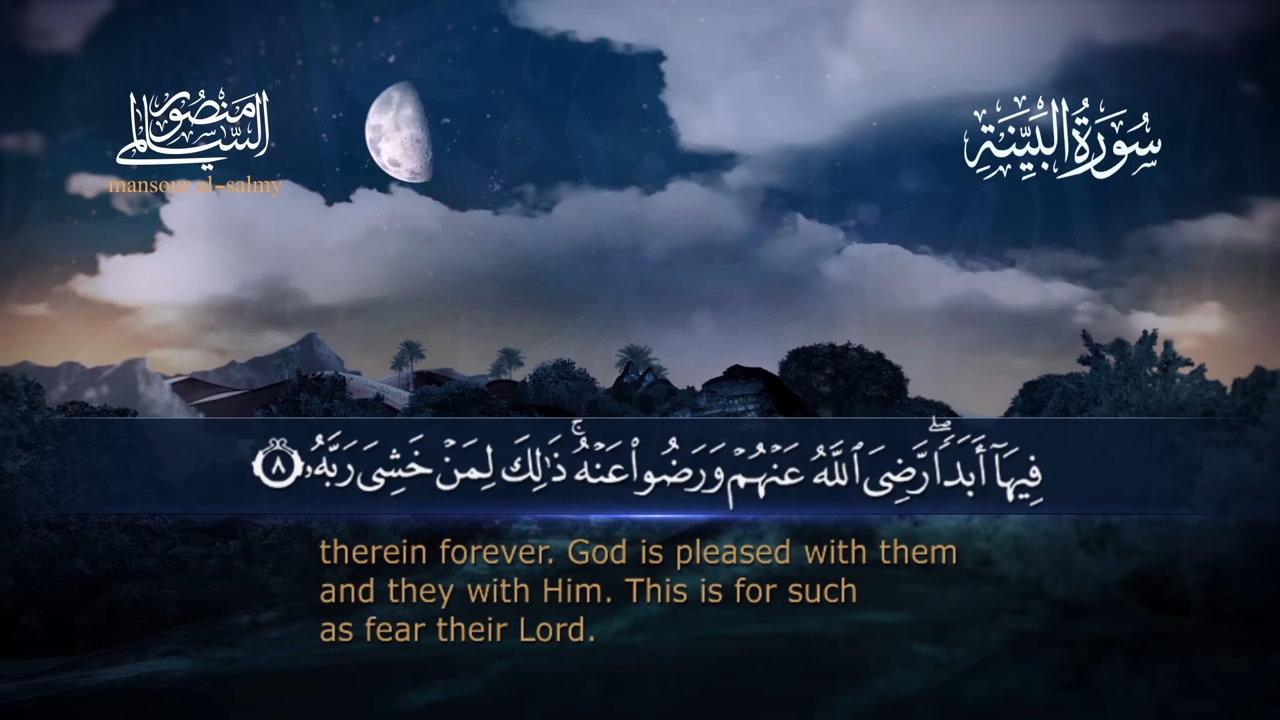 منصور
السالمي
mansour al-salmy
سُورَةُ البَيِّنَةِ
فِيهَآ أَبَدًا ۖ رَّضِىَ ٱللَّهُ عَنْهُمْ وَرَضُوا۟ عَنْهُ ۚ ذَٰلِكَ لِمَنْ خَشِىَ رَبَّهُۥ ٨
therein forever. God is pleased with them
and they with Him. This is for such
as fear their Lord.